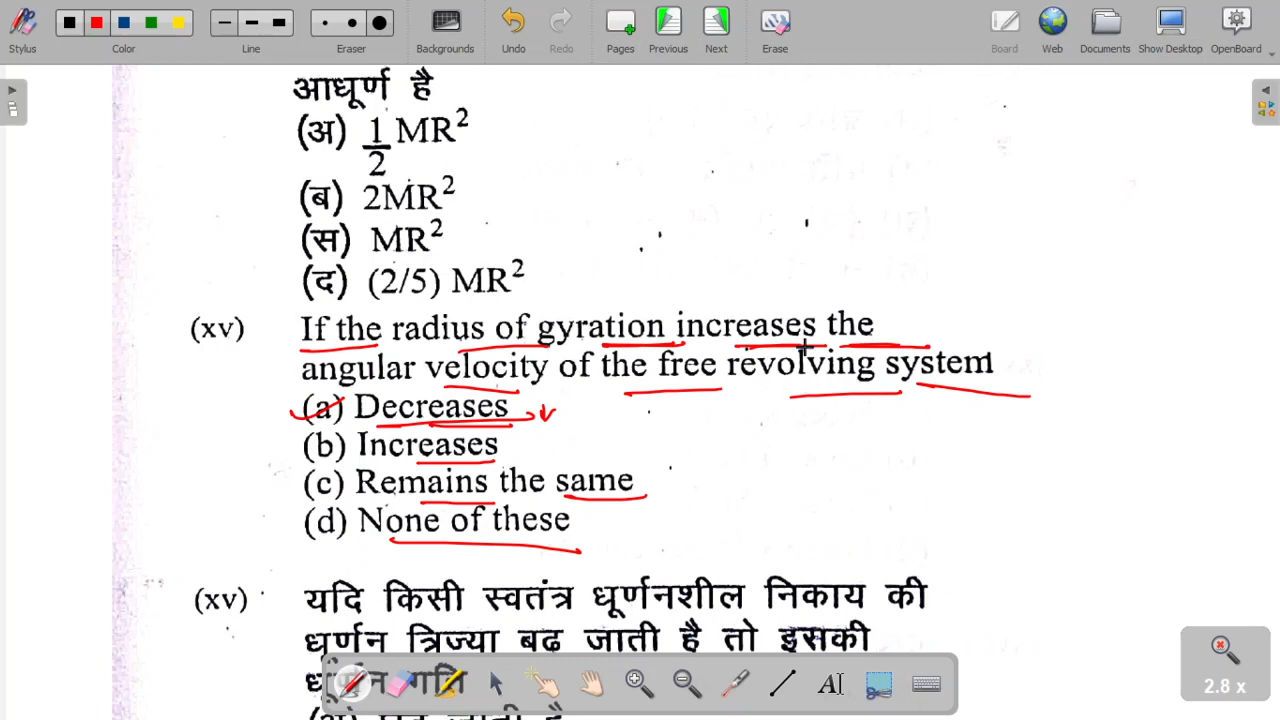 Stylus
Color
Line
Eraser
Backgrounds
Undo
Redo
Pages
Previous
Next
Erase
Board
Web
Documents
Show Desktop
OpenBoard
आधूर्ण है
(अ) 1/2 MR²
(ब) 2MR²
(स) MR²
(द) (2/5) MR²
(xv) If the radius of gyration increases the
angular velocity of the free revolving system
(a) Decreases
(b) Increases
(c) Remains the same
(d) None of these
(xv) यदि किसी स्वतंत्र धूर्णनशील निकाय की
धर्णन त्रिज्या बढ जाती है तो इसकी
गति
2.8 x